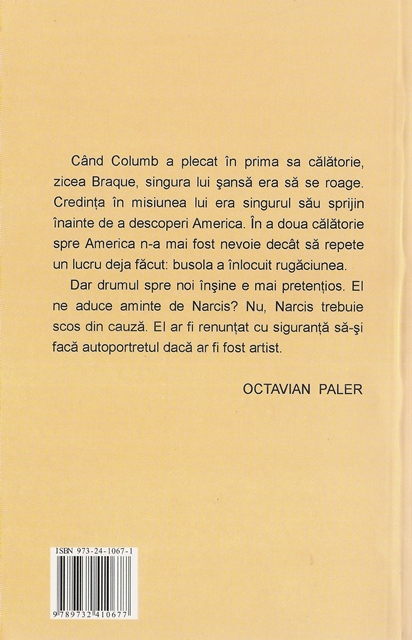 Când Columb a plecat în prima sa călătorie,
zicea Braque, singura lui şansă era să se roage.
Credinţa în misiunea lui era singurul său sprijin
înainte de a descoperi America. În a doua călătorie
spre America n-a mai fost nevoie decât să repete
un lucru deja făcut: busola a înlocuit rugăciunea.
Dar drumul spre noi înşine e mai pretenţios. El
ne aduce aminte de Narcis? Nu, Narcis trebuie
scos din cauză. El ar fi renunţat cu siguranţă să-şi
facă autoportretul dacă ar fi fost artist.
OCTAVIAN PALER
ISBN 973-24-1067-1
9789732410677